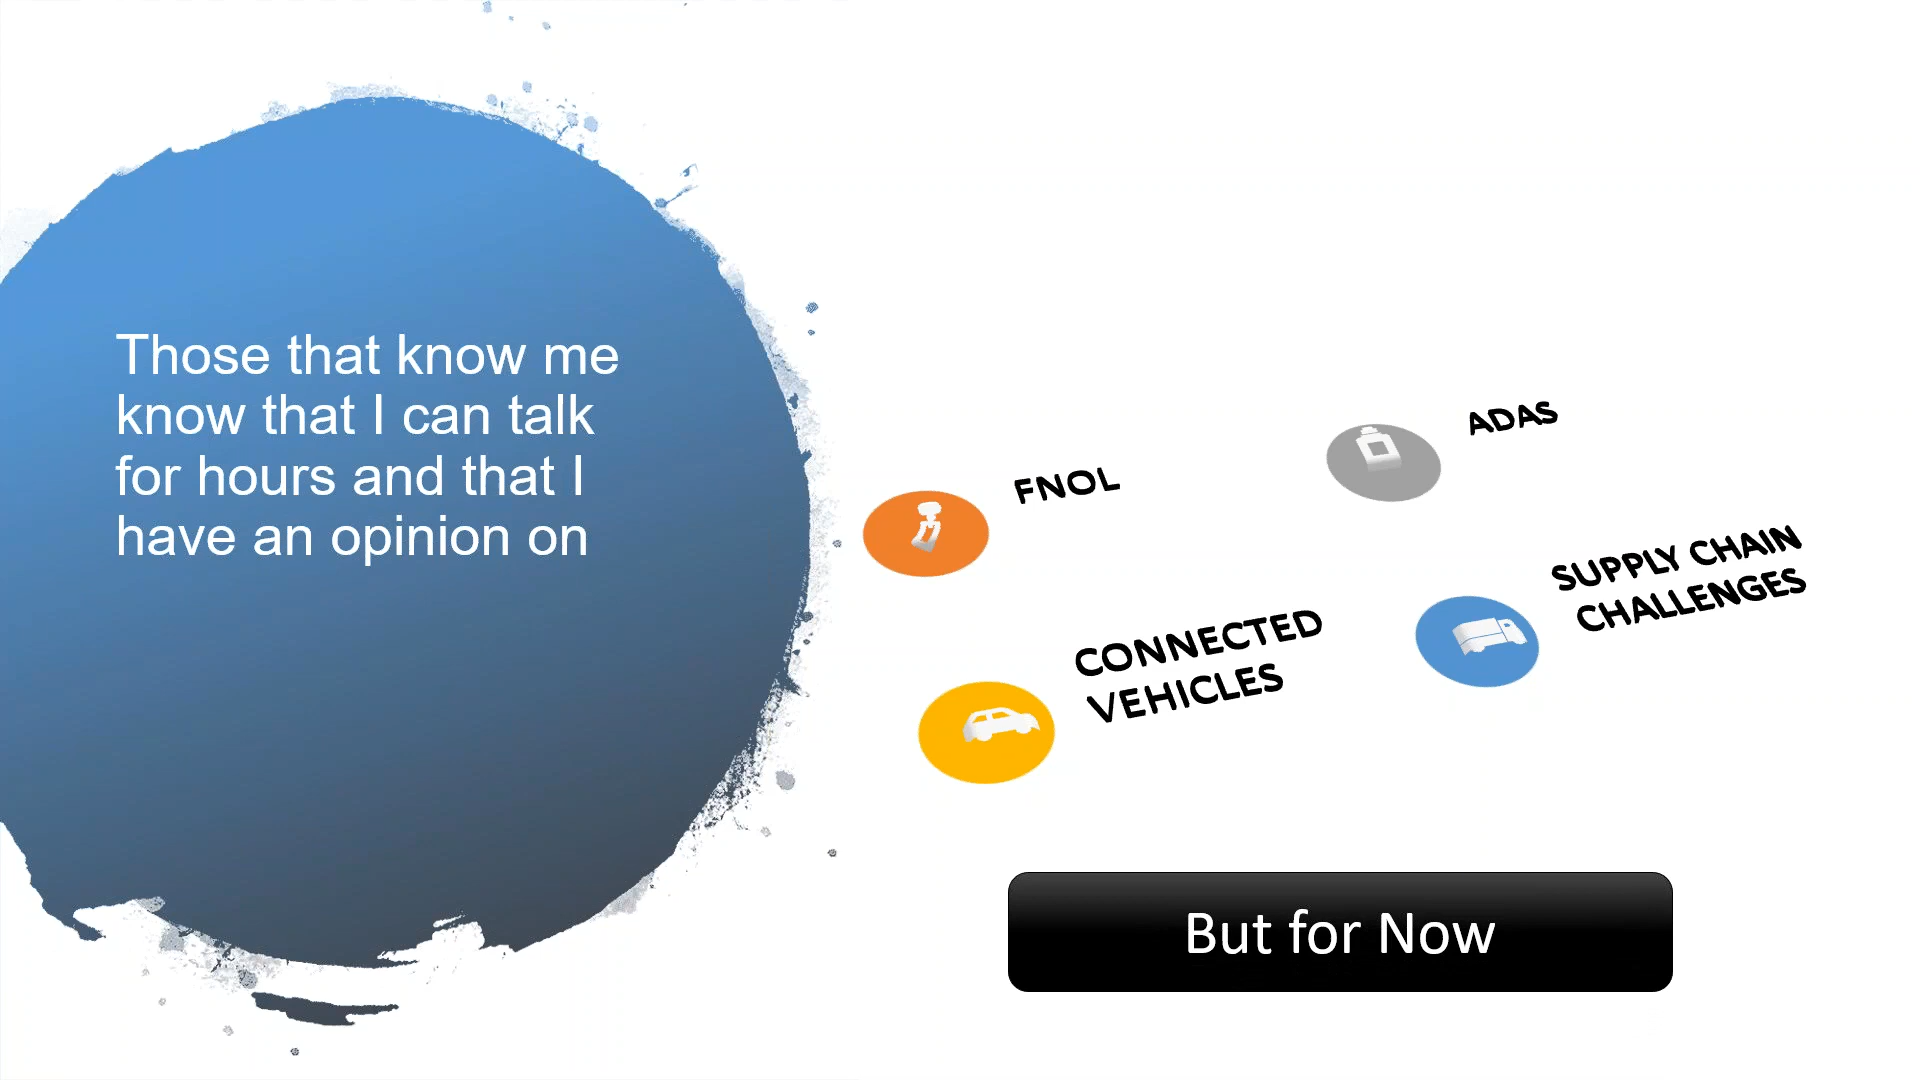 Those that know me
know that I can talk
for hours and that I
have an opinion on
FNOL
ADAS
CONNECTED
VEHICLES
SUPPLY CHAIN
CHALLENGES
But for Now